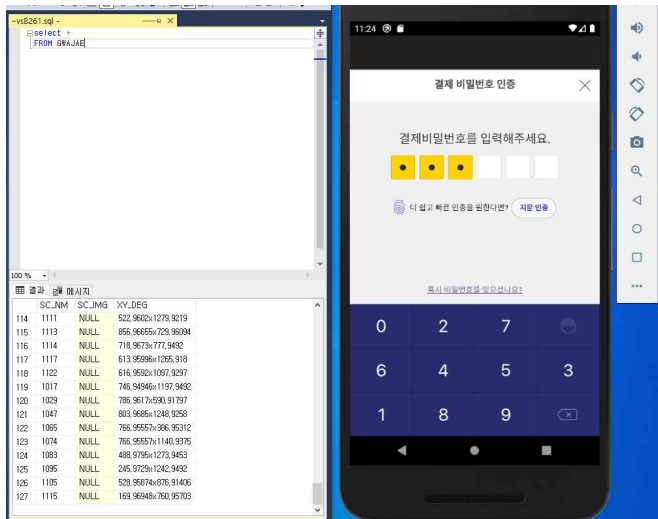 ~vsB261.sql -
select *
FROM GWAJAE
100 %
결과 메시지
SC_NM SC_IMG XY_DEG
114 1111 NULL 522,9602x1279,9219
115 1113 NULL 856,96655x729,96094
116 1114 NULL 718,9673x777,9492
117 1117 NULL 613,95996x1265,918
118 1122 NULL 616,9592x1097,9297
119 1017 NULL 746,94946x1197,9492
120 1029 NULL 786,9617x590,91797
121 1047 NULL 803,9685x1248,9258
122 1065 NULL 766,95557x386,95312
123 1074 NULL 766,95557x1140,9375
124 1083 NULL 488,9795x1273,9453
125 1095 NULL 245,9729x1242,9492
126 1105 NULL 528,95874x876,91406
127 1115 NULL 169,96948x760,95703
11:24
결제 비밀번호 인증
결제비밀번호를 입력해주세요.
더 쉽고 빠른 인증을 원한다면? 지문 인증
혹시 비밀번호를 잊으셨나요?
0 2 7
6 4 5 3
1 8 9